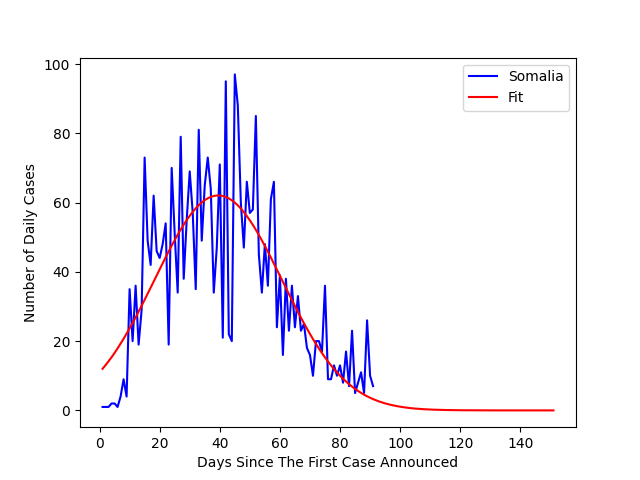 Somalia
Fit
Number of Daily Cases
100
80
60
40
20
0
0 20 40 60 80 100 120 140
Days Since The First Case Announced